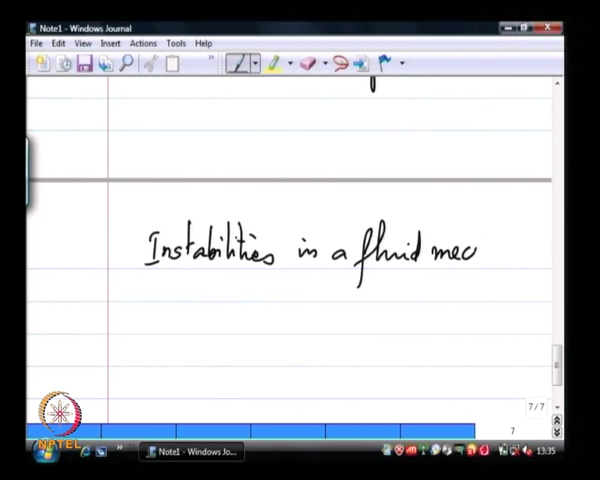 Note1 - Windows Journal
File Edit View Insert Actions Tools Help
Instabilities in a fluid mec
7/7
7
NPTEL
Note1 - Windows Jo...
13:35